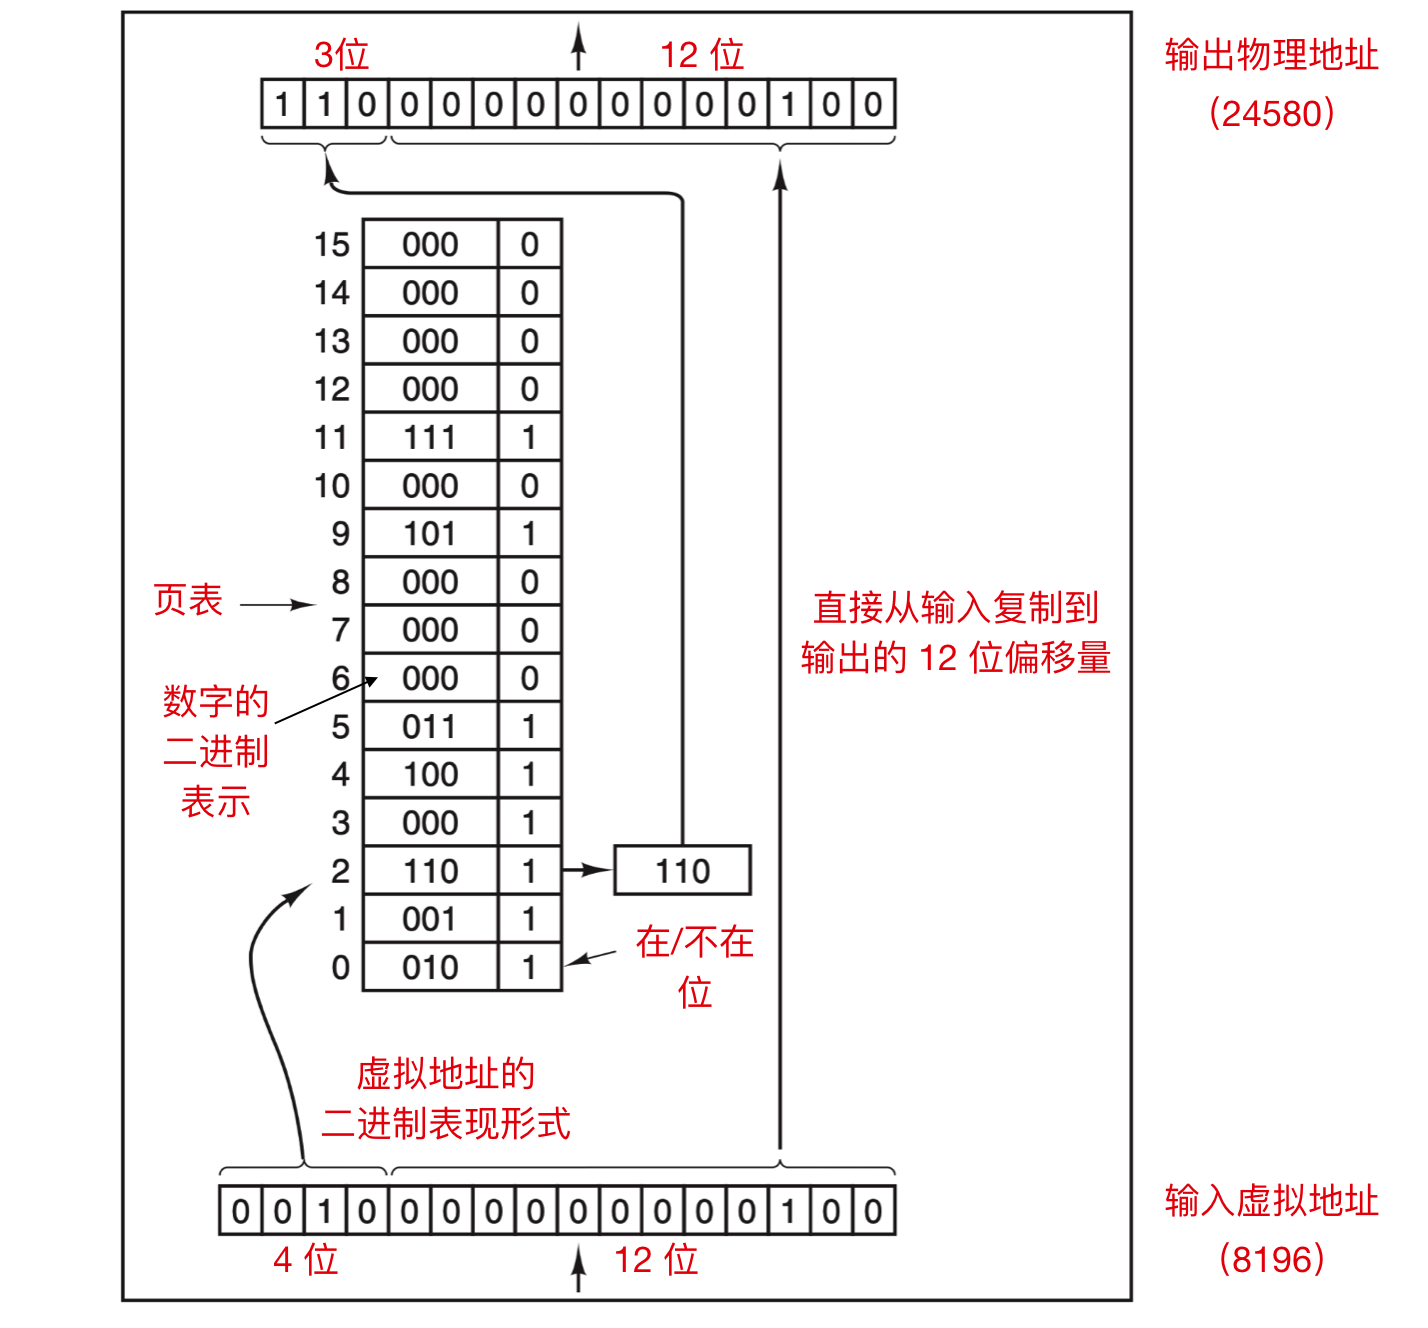 3位
12 位
输出物理地址
(24580)
1 1 0 0 0 0 0 0 0 0 0 0 1 0 0
15 000 0
14 000 0
13 000 0
12 000 0
11 111 1
10 000 0
9 101 1
8 000 0
7 000 0
6 000 0
5 011 1
4 100 1
3 000 1
2 110 1
1 001 1
0 010 1
110
页表
数字的
二进制
表示
直接从输入复制到
输出的 12 位偏移量
在/不在
位
虚拟地址的
二进制表现形式
0 0 1 0 0 0 0 0 0 0 0 0 0 1 0 0
4 位
12 位
输入虚拟地址
(8196)